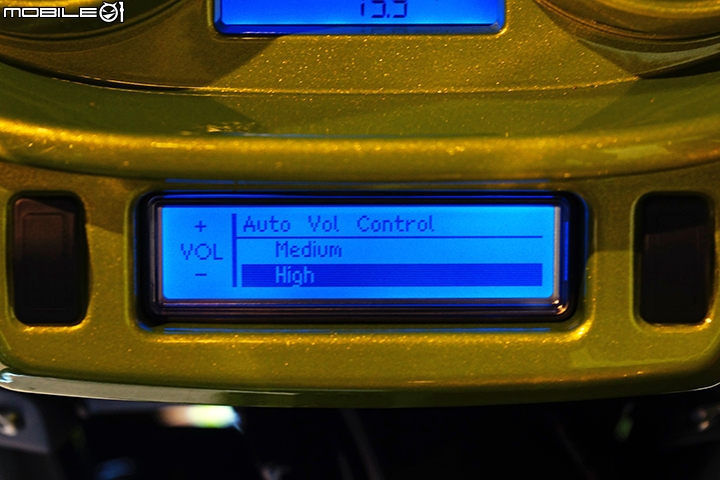 MOBILE01
+
VOL
−
Auto Vol Control
Medium
High